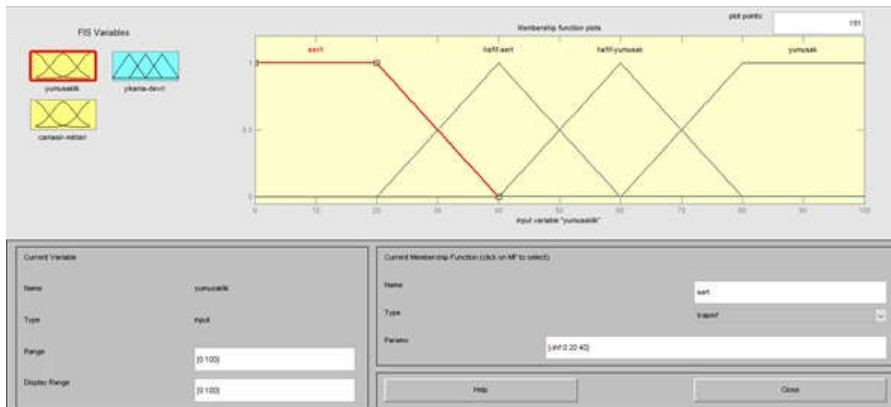 FIS Variables
Membership function plots
plot points:
181
yumusaklik
yikama-devri
camasir-miktari
sert
hafif-sert
hafif-yumusak
yumusak
1
0.5
0
0 10 20 30 40 50 60 70 80 90 100
input variable "yumusaklik"
Current Variable
Name yumusaklik
Type input
Range [0 100]
Display Range [0 100]
Current Membership Function (click on MF to select)
Name sert
Type trapmf
Params [-Inf 0 20 40]
Help
Close